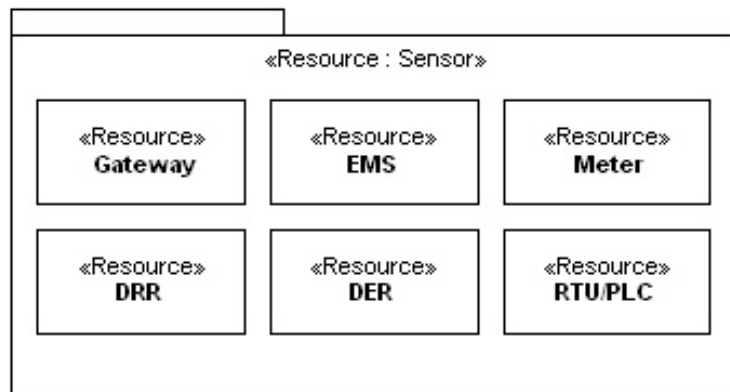 «Resource : Sensor»
«Resource» «Resource» «Resource»
Gateway EMS Meter
«Resource» «Resource» «Resource»
DRR DER RTU/PLC